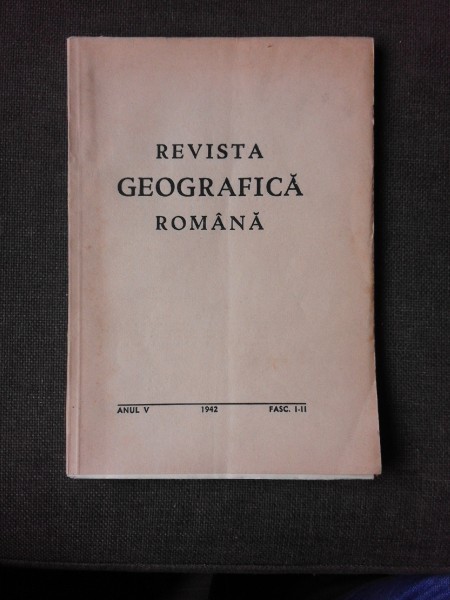 REVISTA
GEOGRAFICĂ
ROMÂNĂ
ANUL V 1942 FASC. I-II